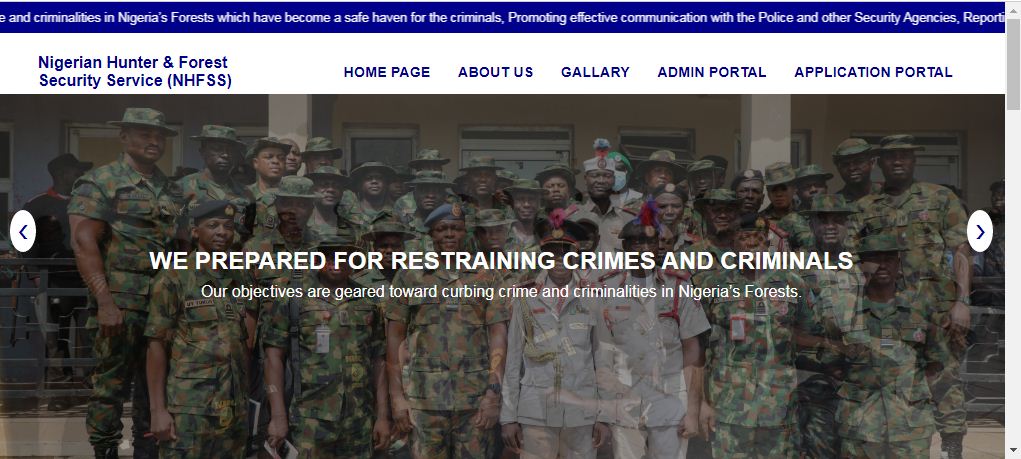 e and criminalities in Nigeria's Forests which have become a safe haven for the criminals, Promoting effective communication with the Police and other Security Agencies, Reporti
Nigerian Hunter & Forest
Security Service (NHFSS)
HOME PAGE ABOUT US GALLARY ADMIN PORTAL APPLICATION PORTAL
‹ ›
WE PREPARED FOR RESTRAINING CRIMES AND CRIMINALS
Our objectives are geared toward curbing crime and criminalities in Nigeria's Forests.